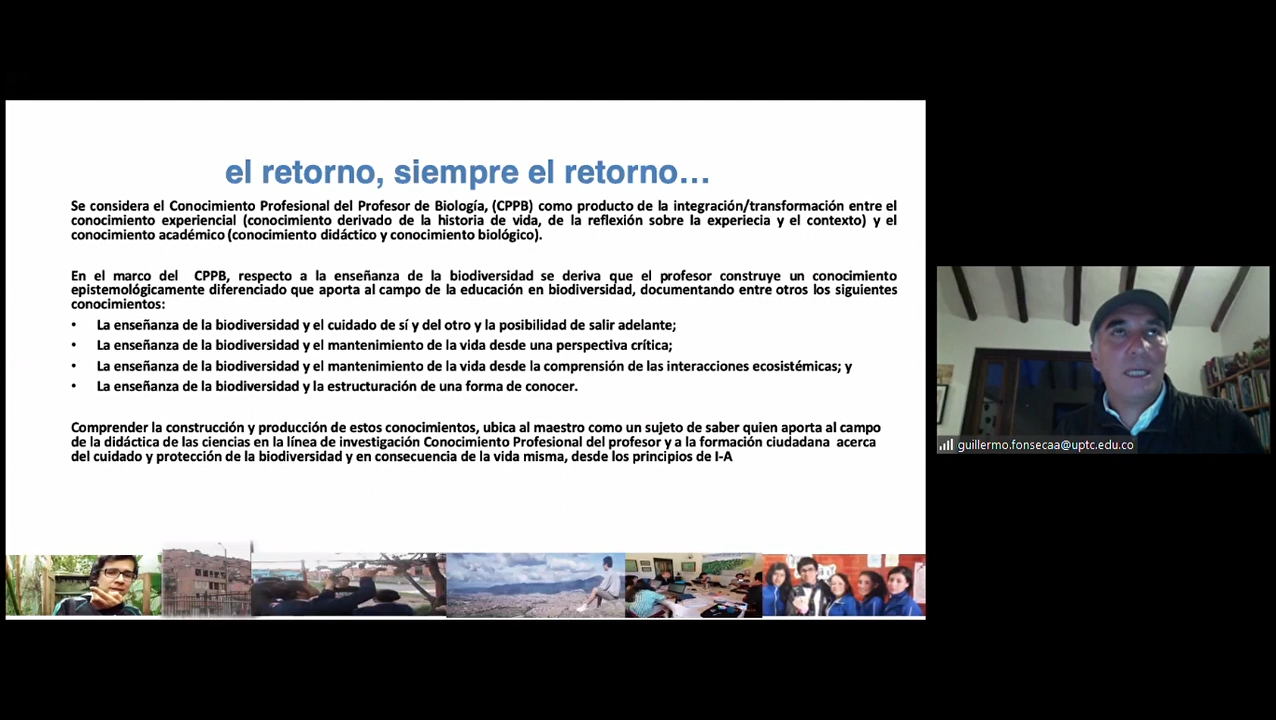 el retorno, siempre el retorno...
Se considera el Conocimiento Profesional del Profesor de Biología, (CPPB) como producto de la integración/transformación entre el
conocimiento experiencial (conocimiento derivado de la historia de vida, de la reflexión sobre la experiecia y el contexto) y el
conocimiento académico (conocimiento didáctico y conocimiento biológico).
En el marco del CPPB, respecto a la enseñanza de la biodiversidad se deriva que el profesor construye un conocimiento
epistemológicamente diferenciado que aporta al campo de la educación en biodiversidad, documentando entre otros los siguientes
conocimientos:
• La enseñanza de la biodiversidad y el cuidado de sí y del otro y la posibilidad de salir adelante;
• La enseñanza de la biodiversidad y el mantenimiento de la vida desde una perspectiva crítica;
• La enseñanza de la biodiversidad y el mantenimiento de la vida desde la comprensión de las interacciones ecosistémicas; y
• La enseñanza de la biodiversidad y la estructuración de una forma de conocer.
Comprender la construcción y producción de estos conocimientos, ubica al maestro como un sujeto de saber quien aporta al campo
de la didáctica de las ciencias en la línea de investigación Conocimiento Profesional del profesor y a la formación ciudadana acerca
del cuidado y protección de la biodiversidad y en consecuencia de la vida misma, desde los principios de I-A
guillermo.fonsecaa@uptc.edu.co